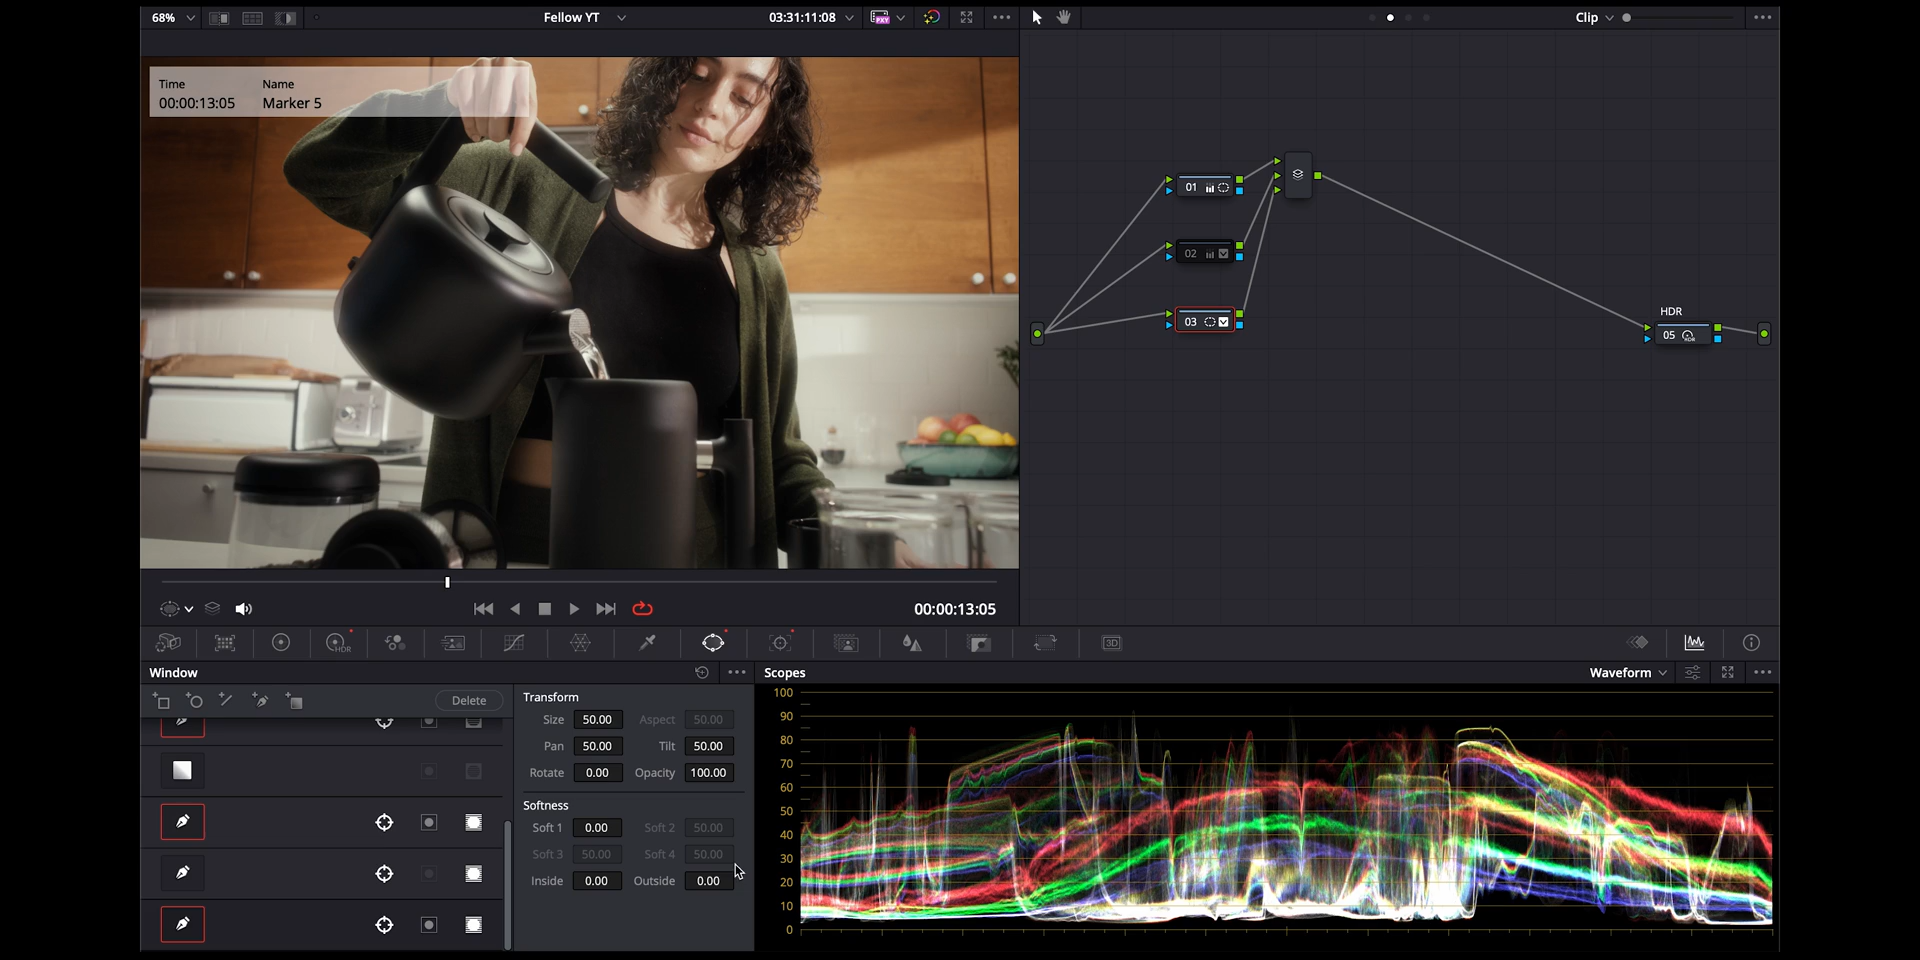 68%
Fellow YT
03:31:11:08
PXY
Clip
Time Name
00:00:13:05 Marker 5
01
02
03
HDR
05
HDR
00:00:13:05
HDR
3D
Window
Scopes
Waveform
Delete
Transform
Size 50.00 Aspect 50.00
Pan 50.00 Tilt 50.00
Rotate 0.00 Opacity 100.00
Softness
Soft 1 0.00 Soft 2 50.00
Soft 3 50.00 Soft 4 50.00
Inside 0.00 Outside 0.00
100
90
80
70
60
50
40
30
20
10
0